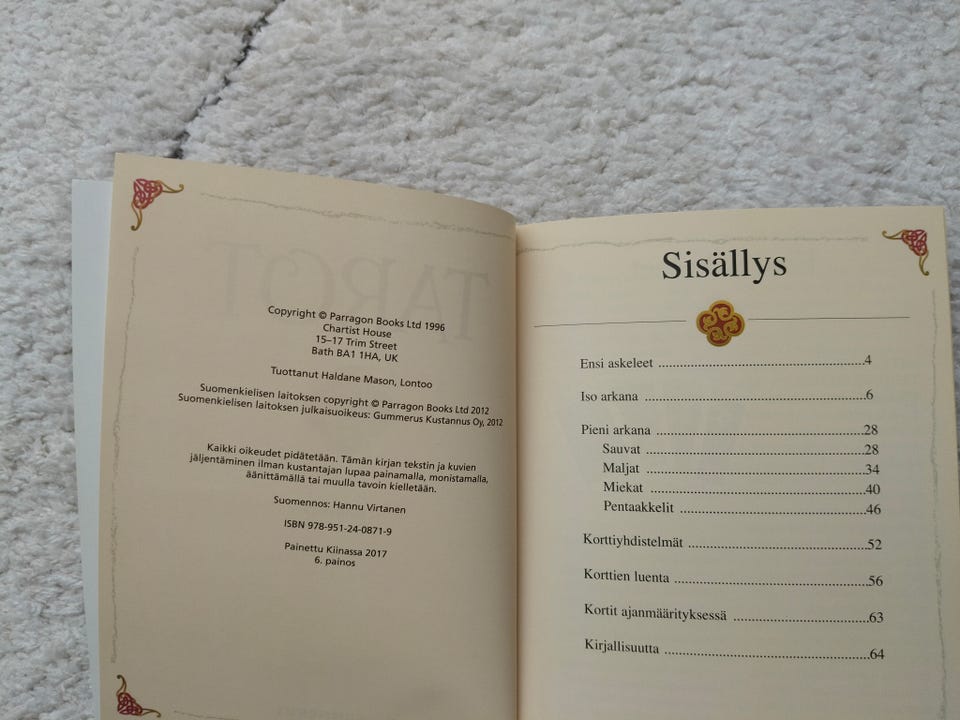 Copyright © Parragon Books Ltd 1996
Chartist House
15–17 Trim Street
Bath BA1 1HA, UK
Tuottanut Haldane Mason, Lontoo
Suomenkielisen laitoksen copyright © Parragon Books Ltd 2012
Suomenkielisen laitoksen julkaisuoikeus: Gummerus Kustannus Oy, 2012
Kaikki oikeudet pidätetään. Tämän kirjan tekstin ja kuvien
jäljentäminen ilman kustantajan lupaa painamalla, monistamalla,
äänittämällä tai muulla tavoin kielletään.
Suomennos: Hannu Virtanen
ISBN 978-951-24-0871-9
Painettu Kiinassa 2017
6. painos
Sisällys
Ensi askeleet ........................................4
Iso arkana ........................................6
Pieni arkana ........................................28
Sauvat ........................................28
Maljat ........................................34
Miekat ........................................40
Pentaakkelit ........................................46
Korttiyhdistelmät ........................................52
Korttien luenta ........................................56
Kortit ajanmäärityksessä ........................................63
Kirjallisuutta ........................................64